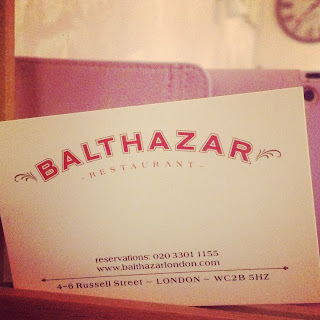 BALTHAZAR
- RESTAURANT -
reservations: 020 3301 1155
www.balthazarlondon.com
4-6 Russell Street - LONDON - WC2B 5HZ